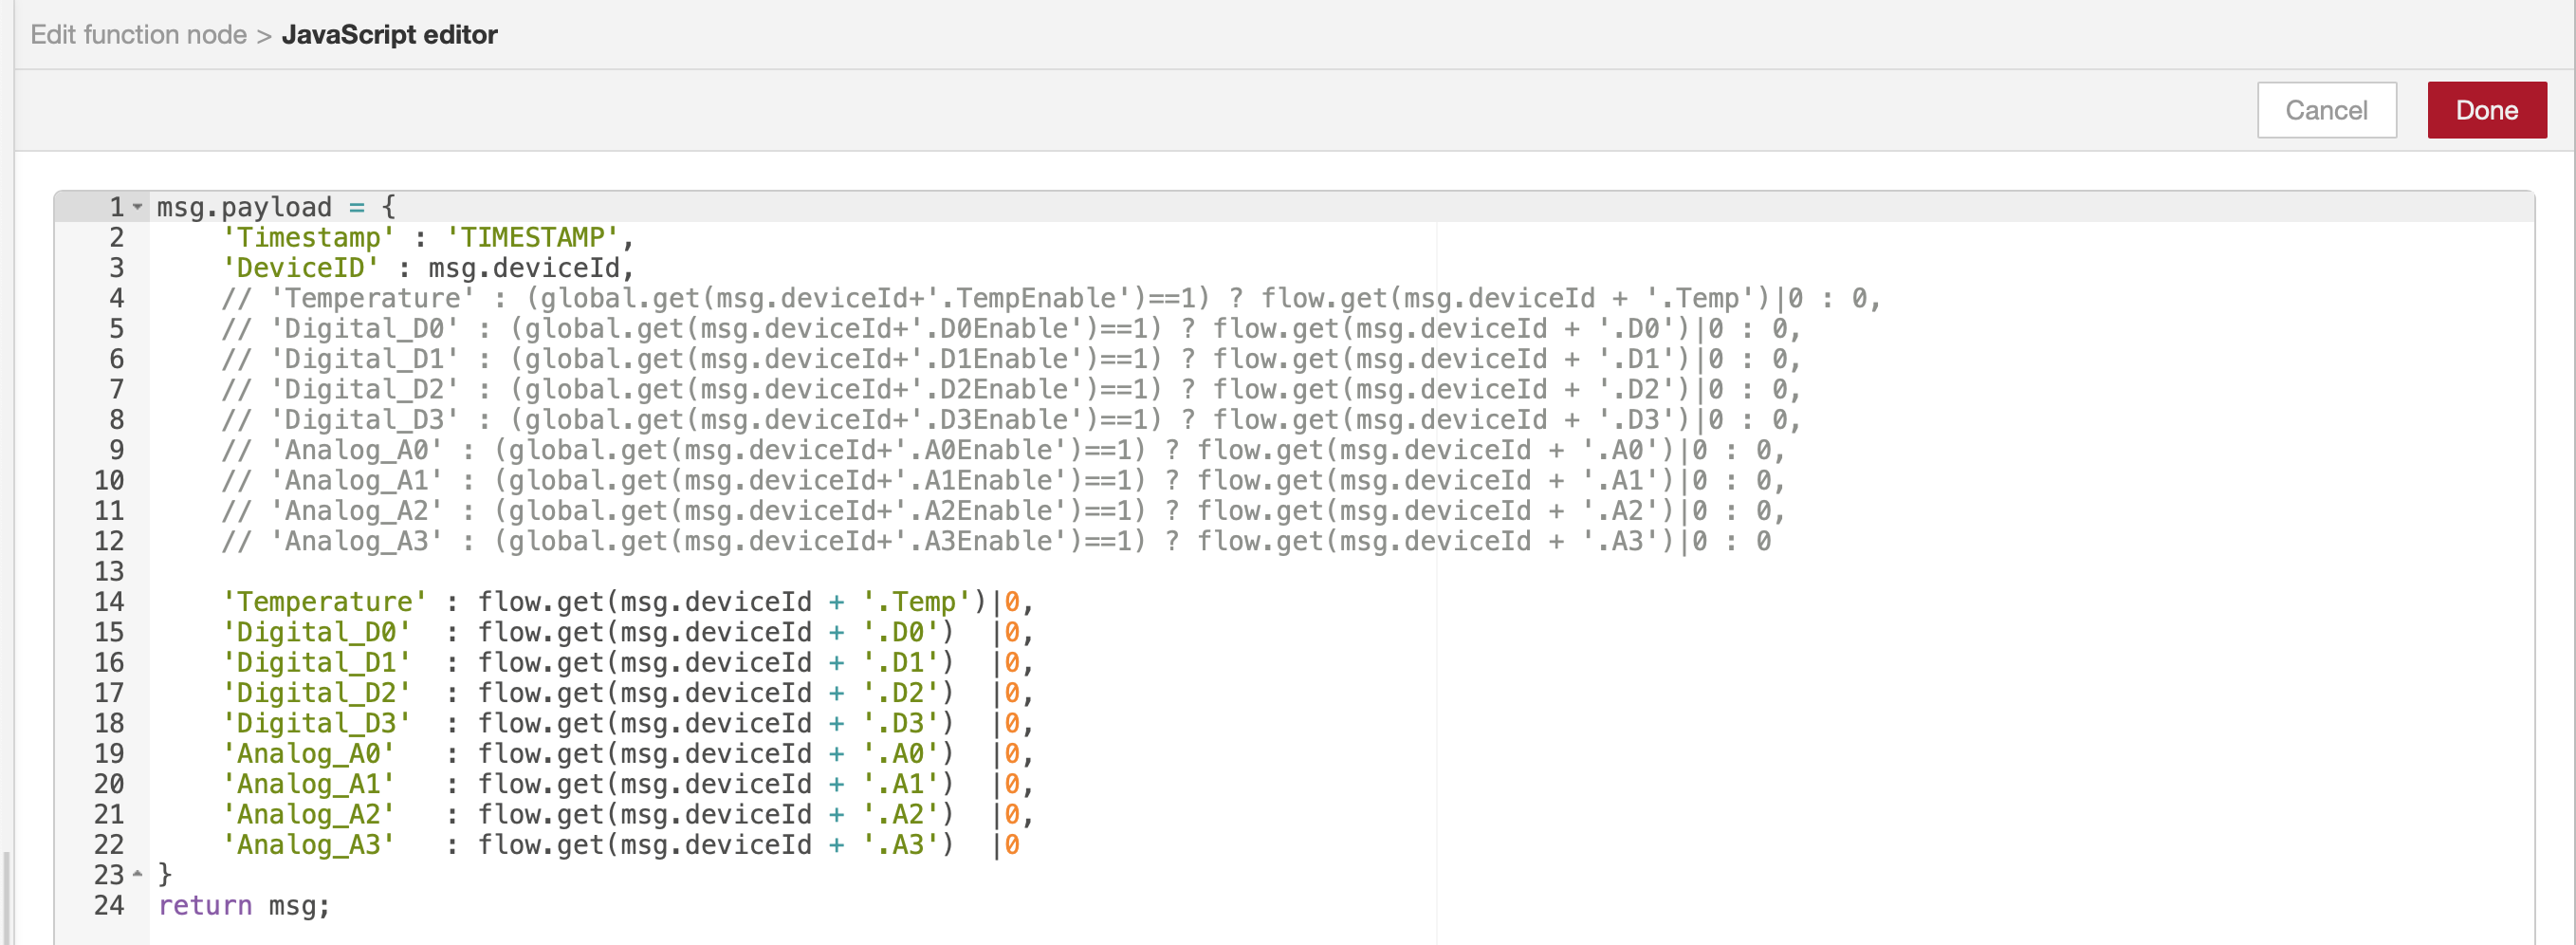 Edit function node > JavaScript editor
Cancel Done
1 msg.payload = {
2 'Timestamp' : 'TIMESTAMP',
3 'DeviceID' : msg.deviceId,
4 // 'Temperature' : (global.get(msg.deviceId+'.TempEnable')==1) ? flow.get(msg.deviceId + '.Temp')|0 : 0,
5 // 'Digital_D0' : (global.get(msg.deviceId+'.D0Enable')==1) ? flow.get(msg.deviceId + '.D0')|0 : 0,
6 // 'Digital_D1' : (global.get(msg.deviceId+'.D1Enable')==1) ? flow.get(msg.deviceId + '.D1')|0 : 0,
7 // 'Digital_D2' : (global.get(msg.deviceId+'.D2Enable')==1) ? flow.get(msg.deviceId + '.D2')|0 : 0,
8 // 'Digital_D3' : (global.get(msg.deviceId+'.D3Enable')==1) ? flow.get(msg.deviceId + '.D3')|0 : 0,
9 // 'Analog_A0' : (global.get(msg.deviceId+'.A0Enable')==1) ? flow.get(msg.deviceId + '.A0')|0 : 0,
10 // 'Analog_A1' : (global.get(msg.deviceId+'.A1Enable')==1) ? flow.get(msg.deviceId + '.A1')|0 : 0,
11 // 'Analog_A2' : (global.get(msg.deviceId+'.A2Enable')==1) ? flow.get(msg.deviceId + '.A2')|0 : 0,
12 // 'Analog_A3' : (global.get(msg.deviceId+'.A3Enable')==1) ? flow.get(msg.deviceId + '.A3')|0 : 0
13
14 'Temperature' : flow.get(msg.deviceId + '.Temp')|0,
15 'Digital_D0' : flow.get(msg.deviceId + '.D0') |0,
16 'Digital_D1' : flow.get(msg.deviceId + '.D1') |0,
17 'Digital_D2' : flow.get(msg.deviceId + '.D2') |0,
18 'Digital_D3' : flow.get(msg.deviceId + '.D3') |0,
19 'Analog_A0' : flow.get(msg.deviceId + '.A0') |0,
20 'Analog_A1' : flow.get(msg.deviceId + '.A1') |0,
21 'Analog_A2' : flow.get(msg.deviceId + '.A2') |0,
22 'Analog_A3' : flow.get(msg.deviceId + '.A3') |0
23 }
24 return msg;